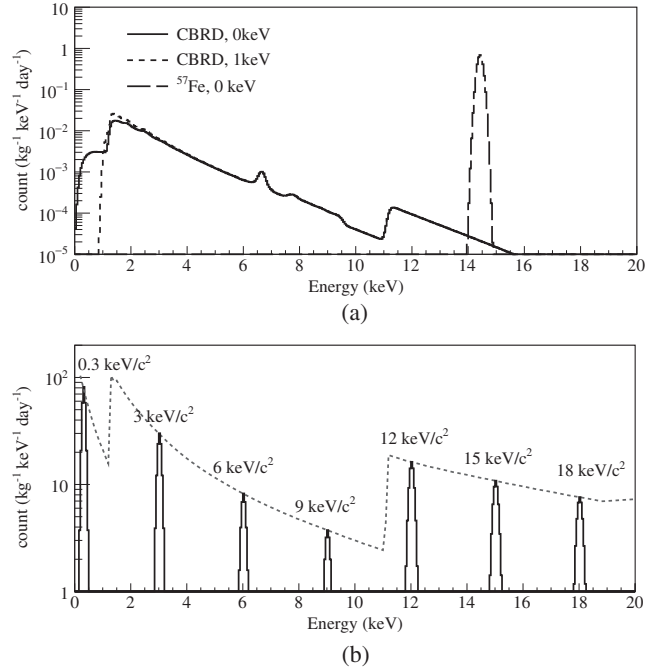 10
1
10⁻¹
10⁻²
10⁻³
10⁻⁴
10⁻⁵
count (kg⁻¹ keV⁻¹ day⁻¹)
CBRD, 0keV
CBRD, 1keV
⁵⁷Fe, 0 keV
0 2 4 6 8 10 12 14 16 18 20
Energy (keV)
(a)
10²
10
1
count (kg⁻¹ keV⁻¹ day⁻¹)
0.3 keV/c²
3 keV/c²
6 keV/c²
9 keV/c²
12 keV/c²
15 keV/c²
18 keV/c²
0 2 4 6 8 10 12 14 16 18 20
Energy (keV)
(b)